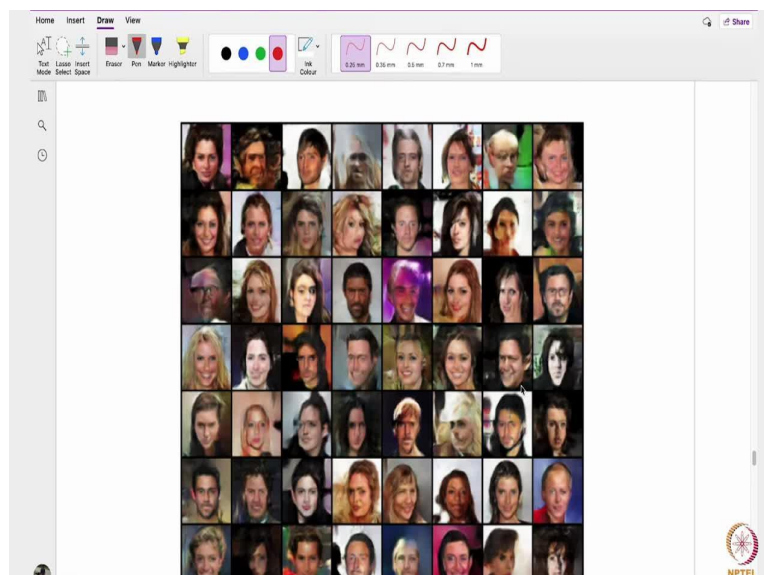 Home Insert Draw View
Share
Text Mode Lasso Select Insert Space Eraser Pen Marker Highlighter Ink Colour 0.25 mm 0.35 mm 0.5 mm 0.7 mm 1 mm
NPTEL